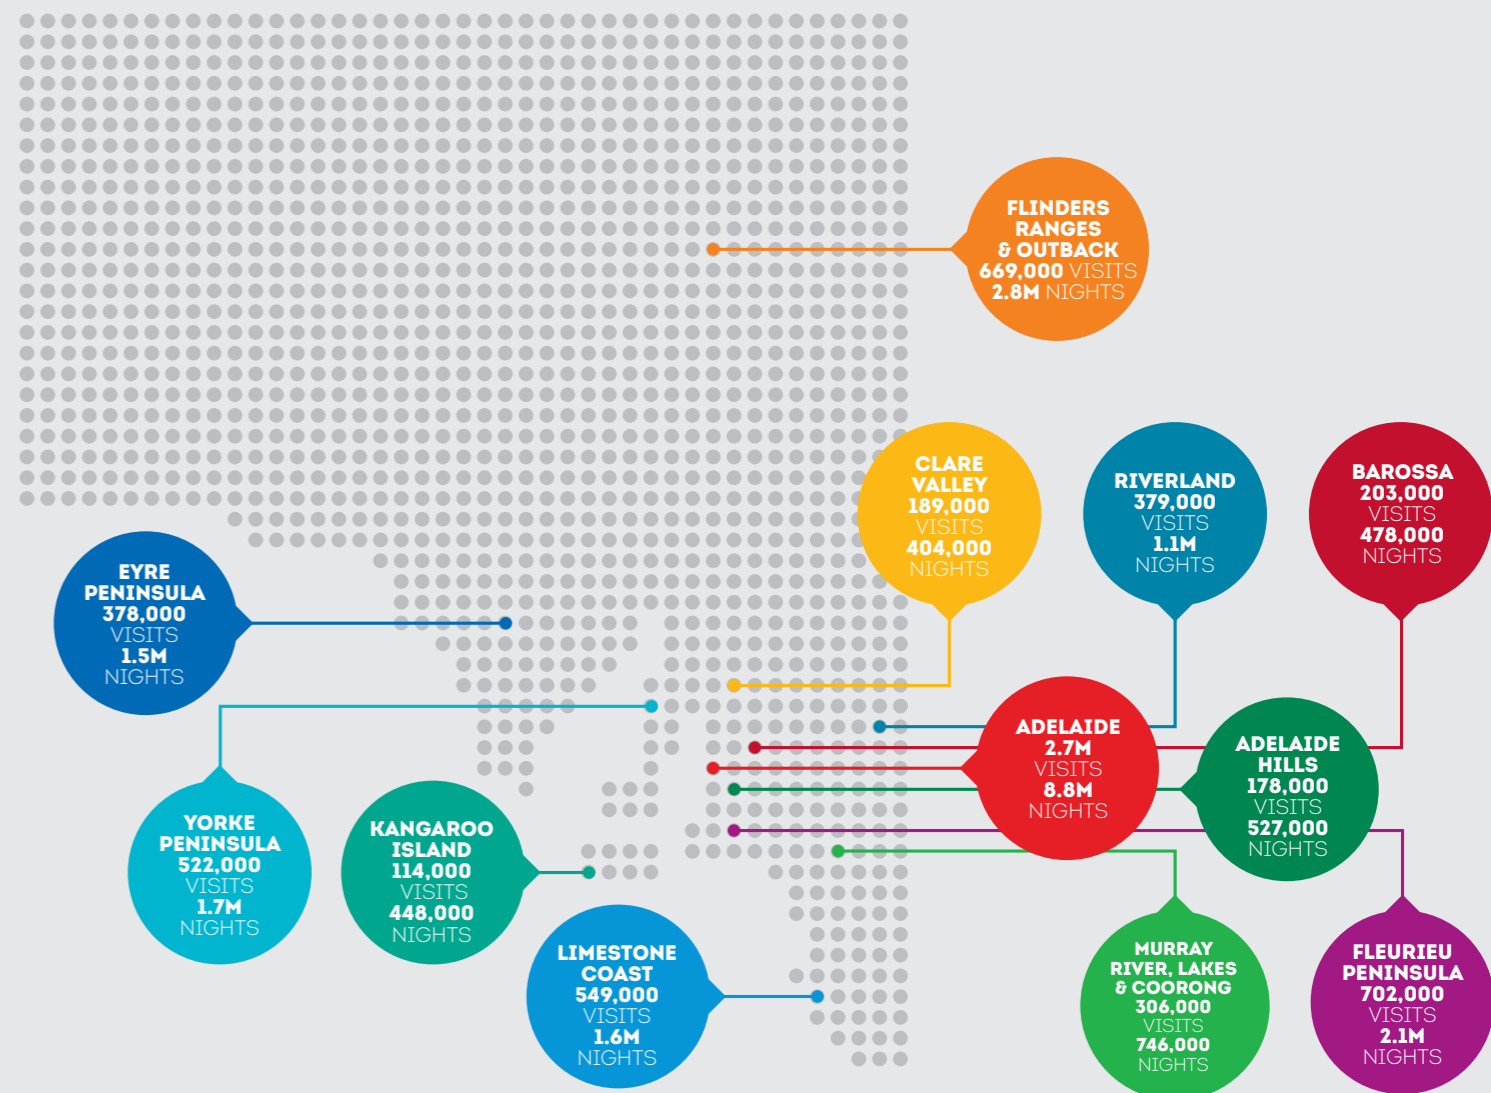 FLINDERS
RANGES
& OUTBACK
669,000 VISITS
2.8M NIGHTS
CLARE
VALLEY
189,000
VISITS
404,000
NIGHTS
RIVERLAND
379,000
VISITS
1.1M
NIGHTS
BAROSSA
203,000
VISITS
478,000
NIGHTS
EYRE
PENINSULA
378,000
VISITS
1.5M
NIGHTS
ADELAIDE
2.7M
VISITS
8.8M
NIGHTS
ADELAIDE
HILLS
178,000
VISITS
527,000
NIGHTS
YORKE
PENINSULA
522,000
VISITS
1.7M
NIGHTS
KANGAROO
ISLAND
114,000
VISITS
448,000
NIGHTS
LIMESTONE
COAST
549,000
VISITS
1.6M
NIGHTS
MURRAY
RIVER, LAKES
& COORONG
306,000
VISITS
746,000
NIGHTS
FLEURIEU
PENINSULA
702,000
VISITS
2.1M
NIGHTS